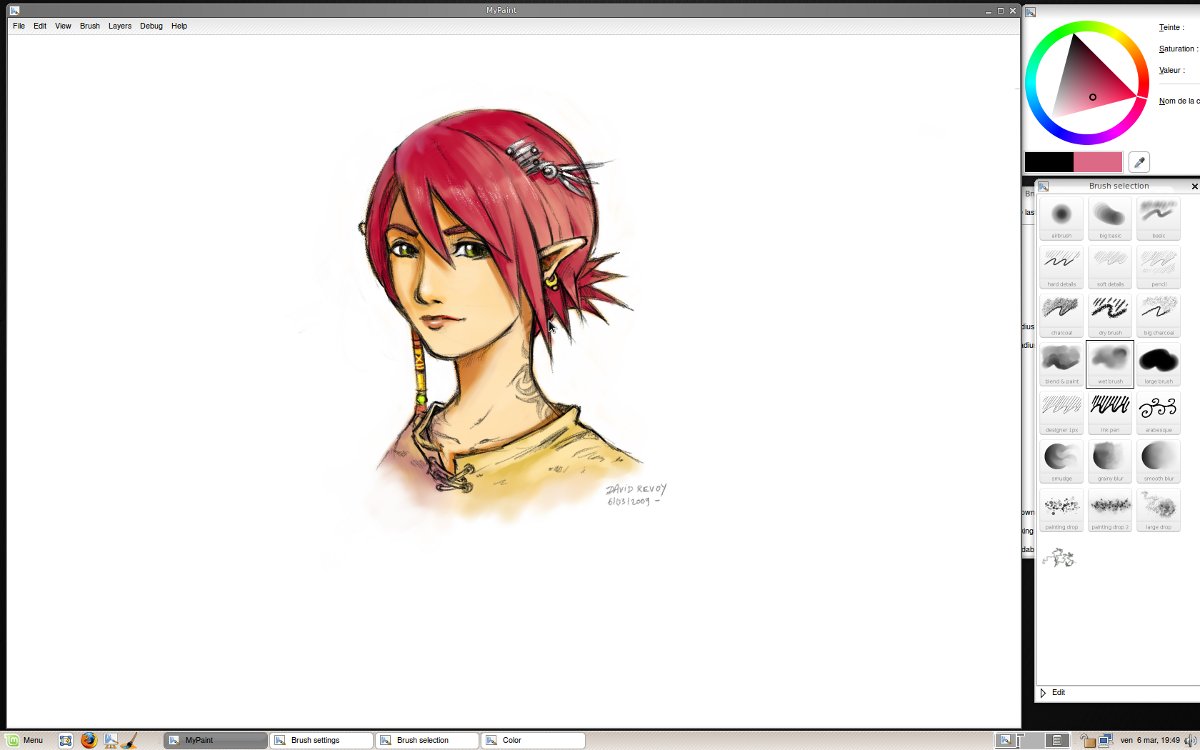 MyPaint
File Edit View Brush Layers Debug Help
Teinte :
Saturation :
Valeur :
Nom de la c
Brush selection
airbrush big basic basic
hard details soft details pencil
charcoal dry brush big charcoal
blend & paint wet brush large brush
designer 1px ink pen arabesque
smudge grainy blur smooth blur
painting drop painting drop 2 large drop
DAVID REVOY
6/03/2009 -
Edit
Menu MyPaint Brush settings Brush selection Color ven 6 mar, 19:49